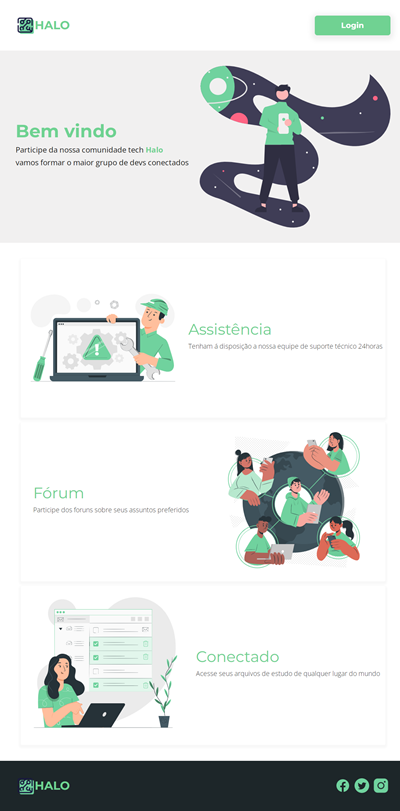 HALO
Login
Bem vindo
Participe da nossa comunidade tech Halo
vamos formar o maior grupo de devs conectados
Assistência
Tenham á disposição a nossa equipe de suporte técnico 24horas
Fórum
Participe dos foruns sobre seus assuntos preferidos
Conectado
Acesse seus arquivos de estudo de qualquer lugar do mundo
HALO